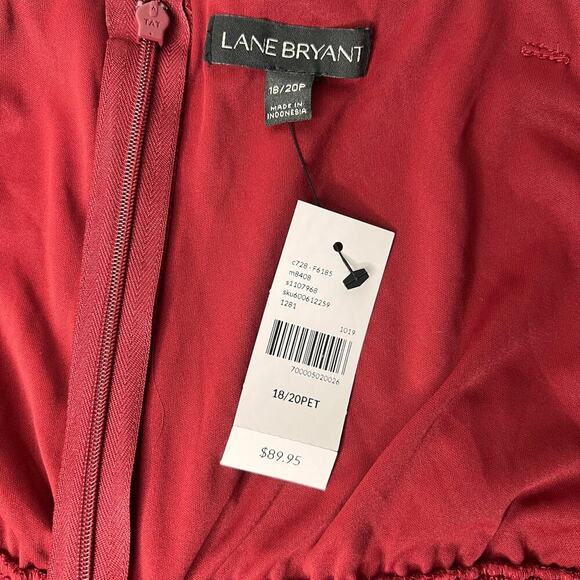 TAT
LANE BRYANT
18/20P
MADE IN
INDONESIA
c728-F6185
m8408
s1107968
sku600612259
1281
1019
700005020026
18/20PET
$89.95